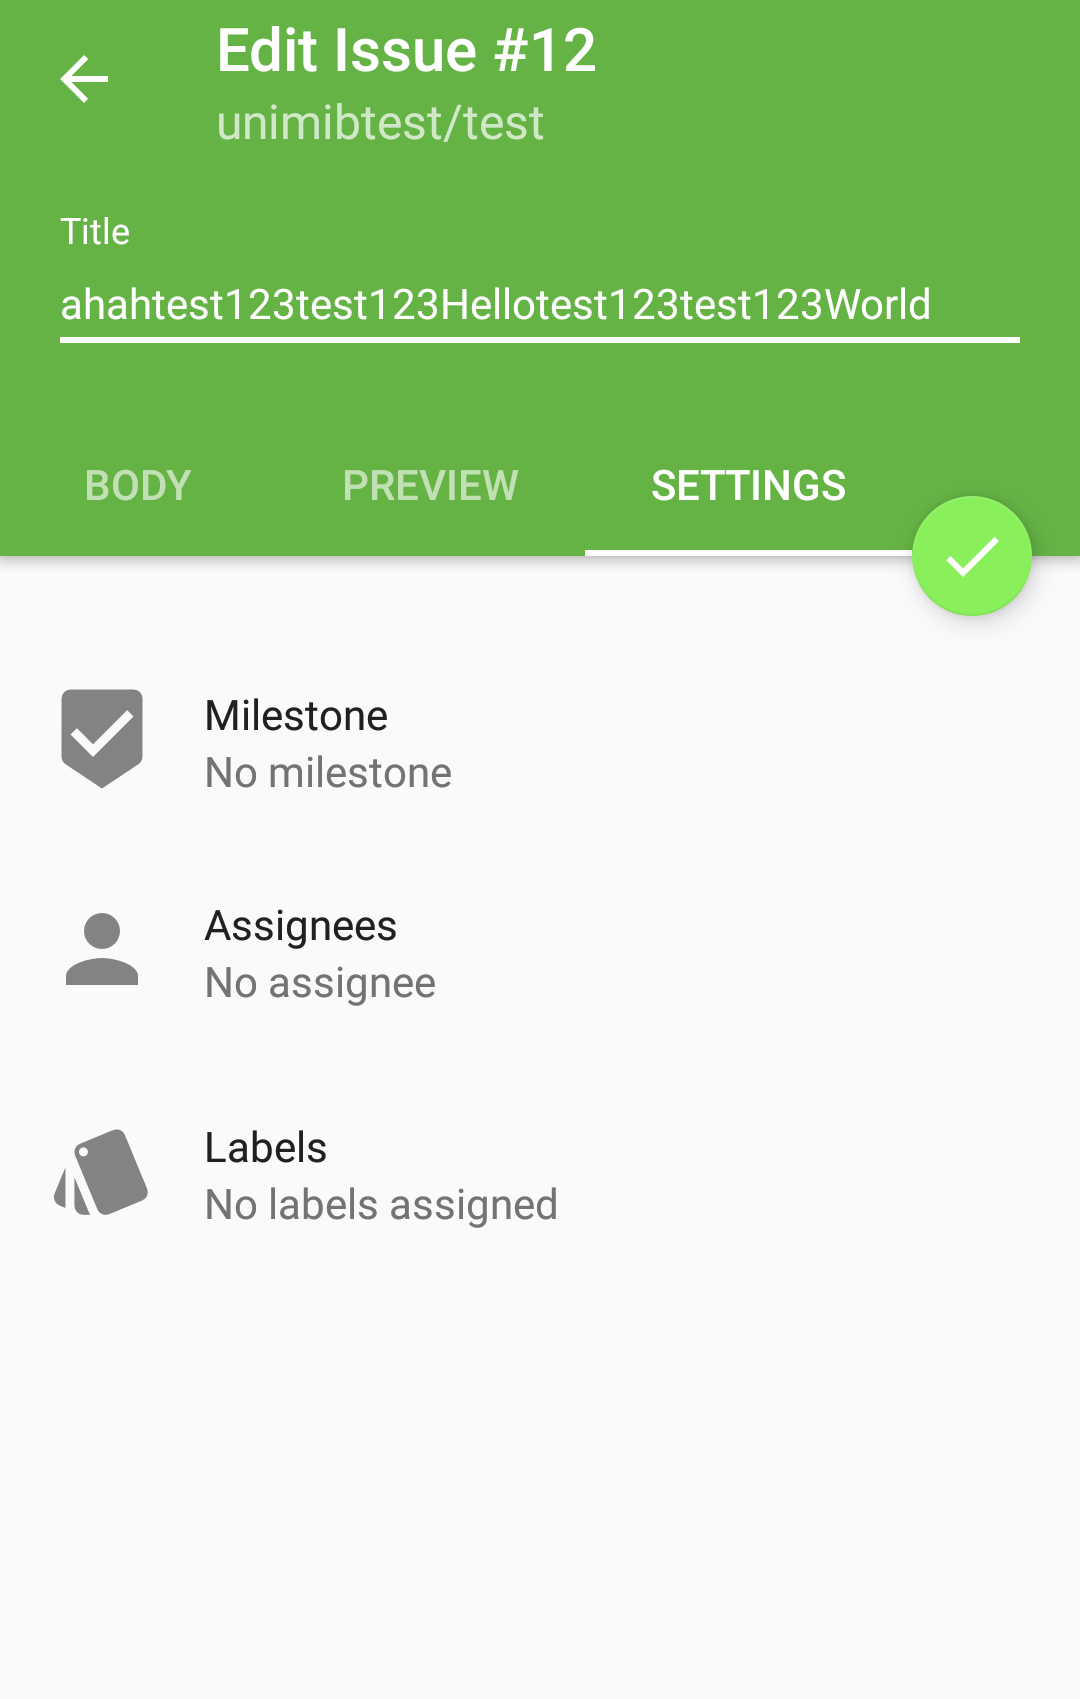 Edit Issue #12
unimibtest/test
Title
ahahtest123test123Hellotest123test123World
BODY
PREVIEW
SETTINGS
Milestone
No milestone
Assignees
No assignee
Labels
No labels assigned